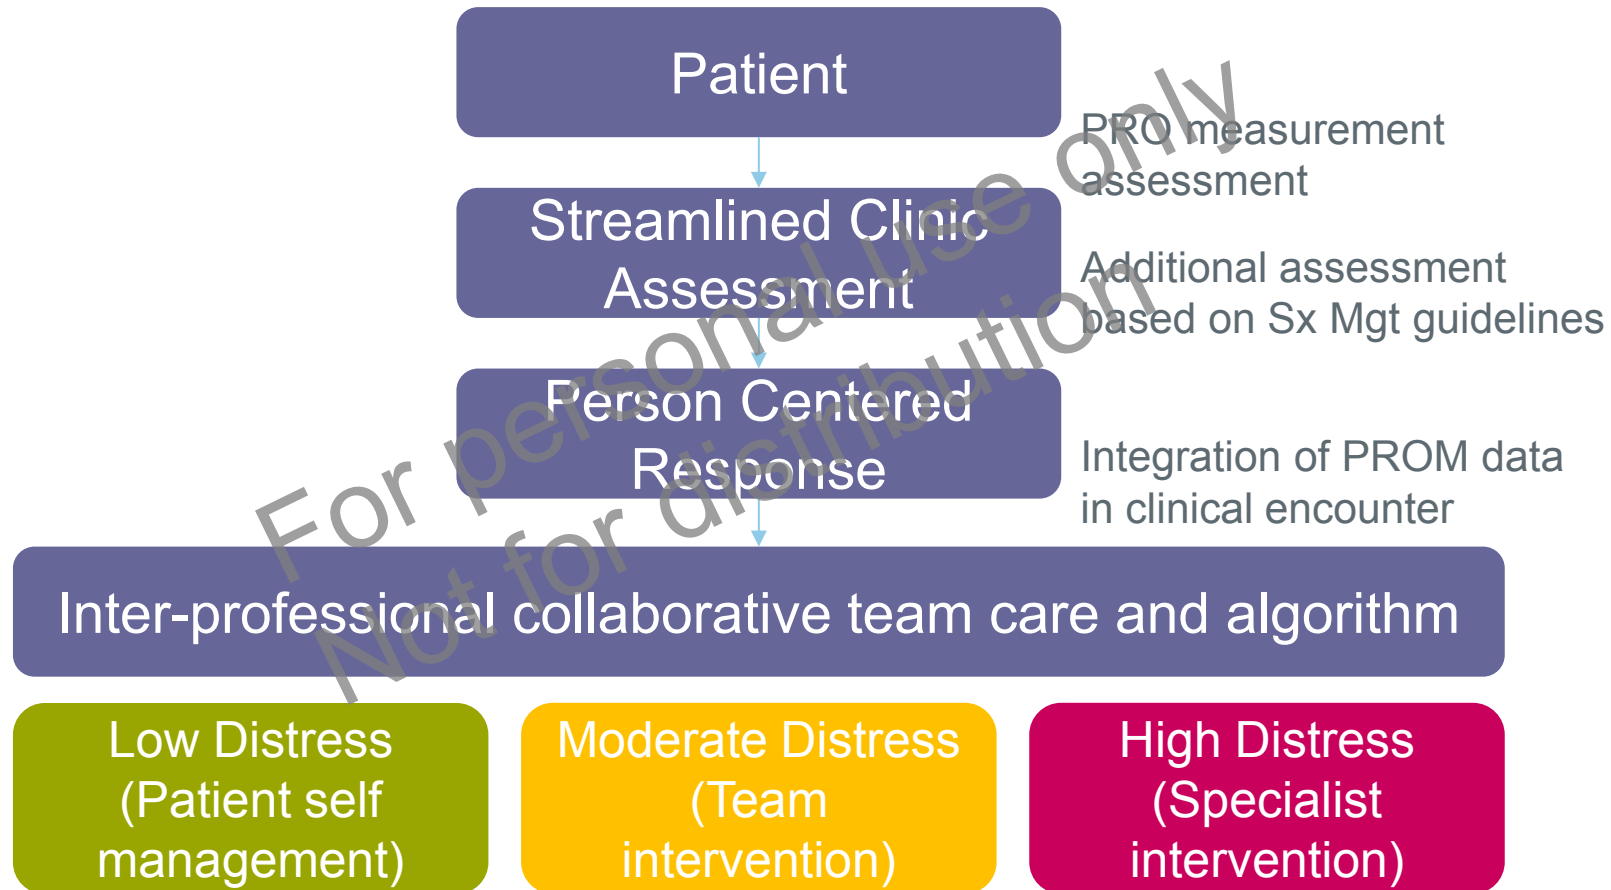 Patient
PRO measurement
assessment
Streamlined Clinic
Assessment
Additional assessment
based on Sx Mgt guidelines
Person Centered
Response
Integration of PROM data
in clinical encounter
Inter-professional collaborative team care and algorithm
Low Distress
(Patient self
management)
Moderate Distress
(Team
intervention)
High Distress
(Specialist
intervention)
For personal use only
Not for distribution